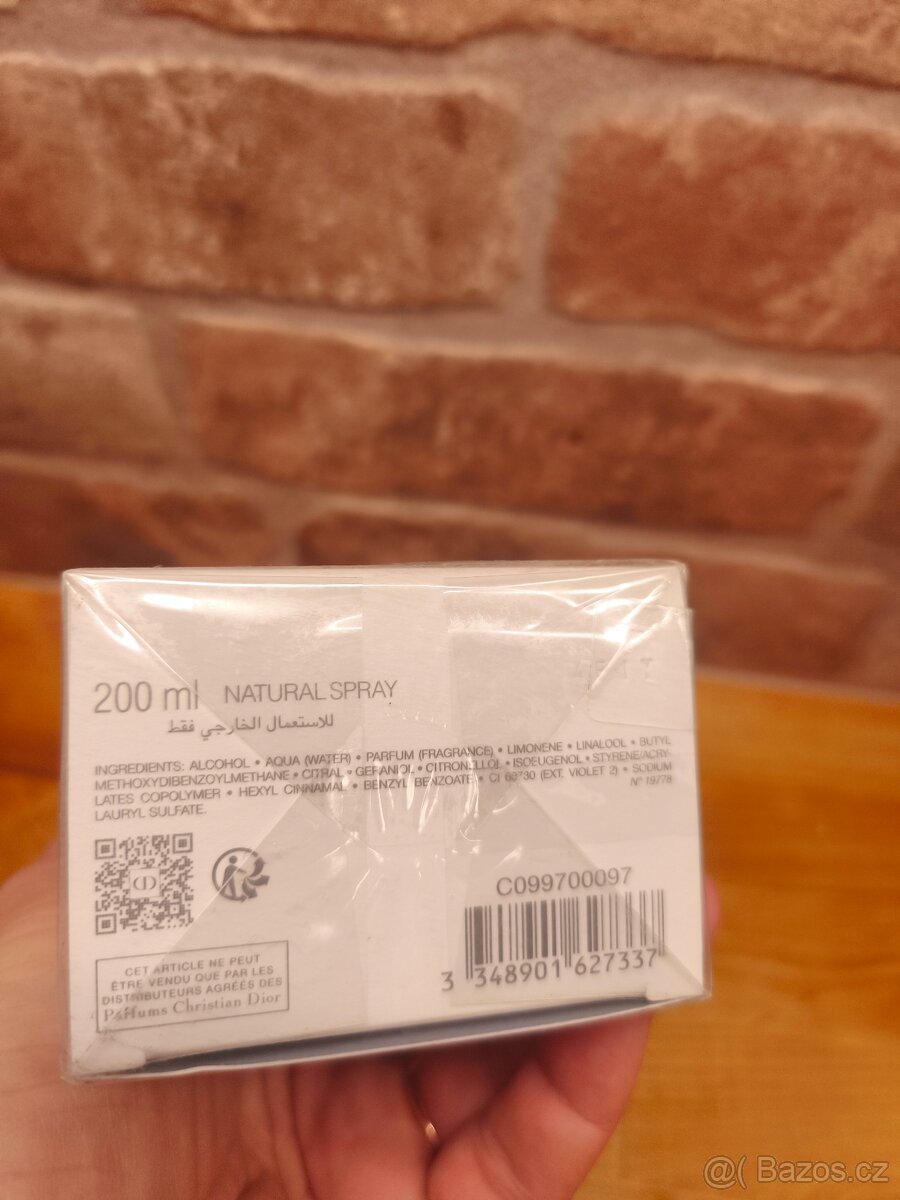 200 ml NATURAL SPRAY
للاستعمال الخارجي فقط
INGREDIENTS: ALCOHOL • AQUA (WATER) • PARFUM (FRAGRANCE) • LIMONENE • LINALOOL • BUTYL
METHOXYDIBENZOYLMETHANE • CITRAL • GERANIOL • CITRONELLOL • ISOEUGENOL • STYRENE/ACRY-
LATES COPOLYMER • HEXYL CINNAMAL • BENZYL BENZOATE • CI 60730 (EXT. VIOLET 2) • SODIUM
LAURYL SULFATE.
N° 19778
CD
C099700097
3 348901 627337
CET ARTICLE NE PEUT
ÊTRE VENDU QUE PAR LES
DISTRIBUTEURS AGRÉÉS DES
Parfums Christian Dior
@( Bazos.cz